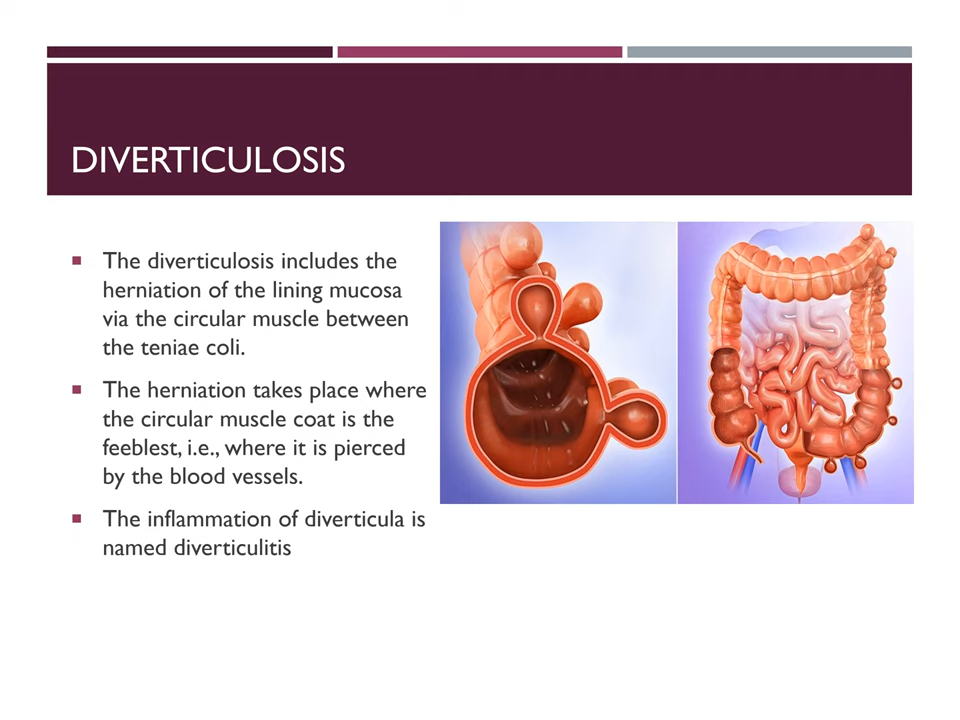 DIVERTICULOSIS
The diverticulosis includes the
herniation of the lining mucosa
via the circular muscle between
the teniae coli.
The herniation takes place where
the circular muscle coat is the
feeblest, i.e., where it is pierced
by the blood vessels.
The inflammation of diverticula is
named diverticulitis